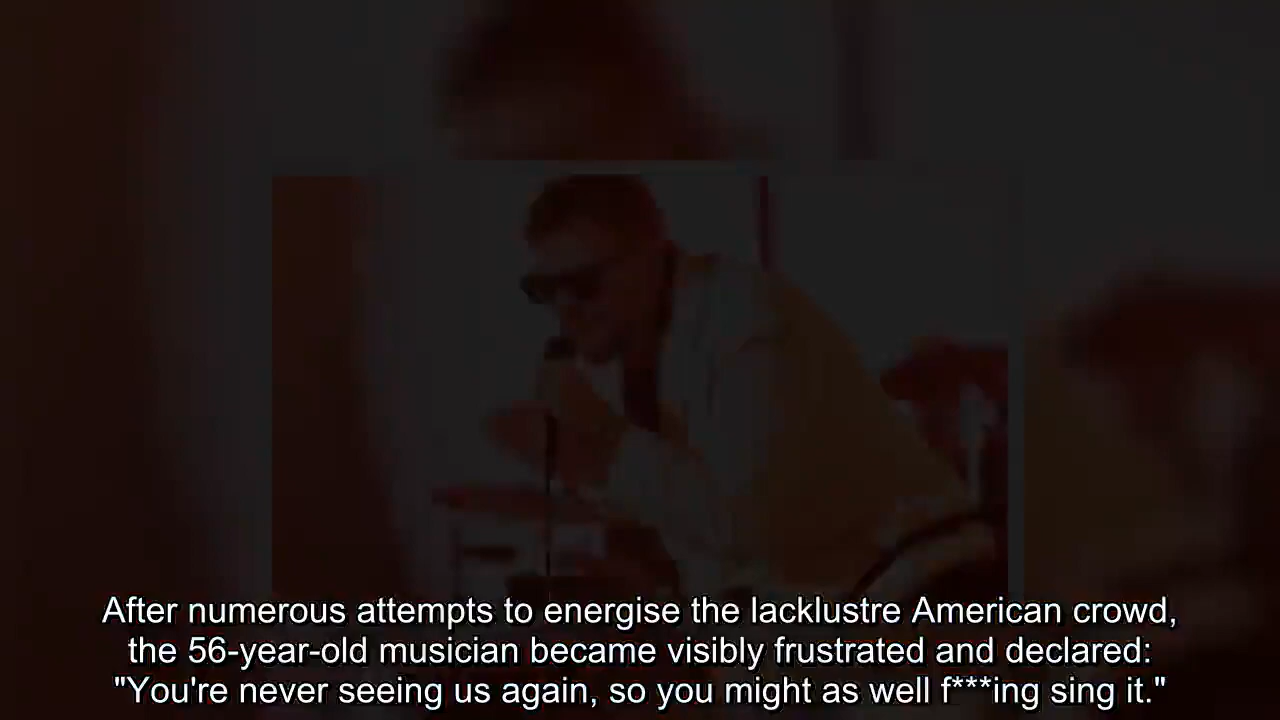 After numerous attempts to energise the lacklustre American crowd,
the 56-year-old musician became visibly frustrated and declared:
"You're never seeing us again, so you might as well f***ing sing it."